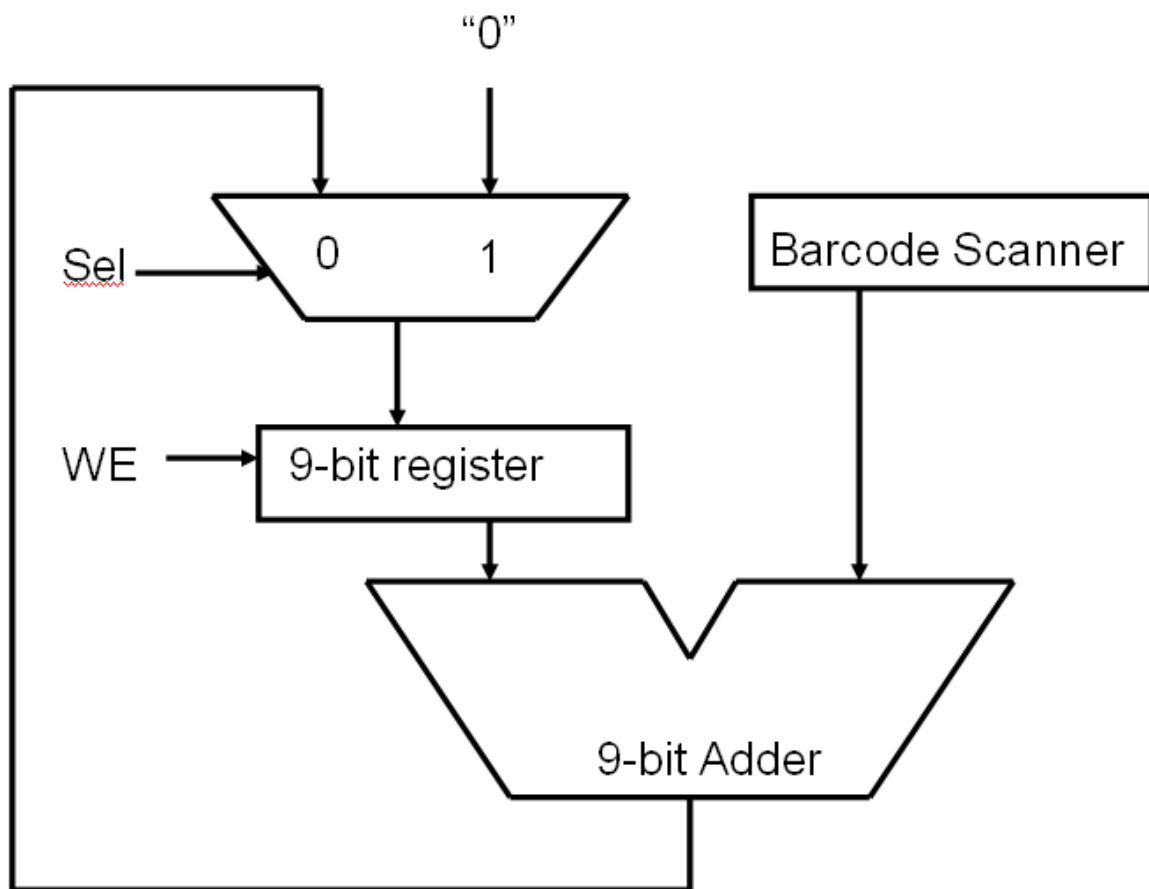 “0”
0 1
Sel
Barcode Scanner
WE
9-bit register
9-bit Adder